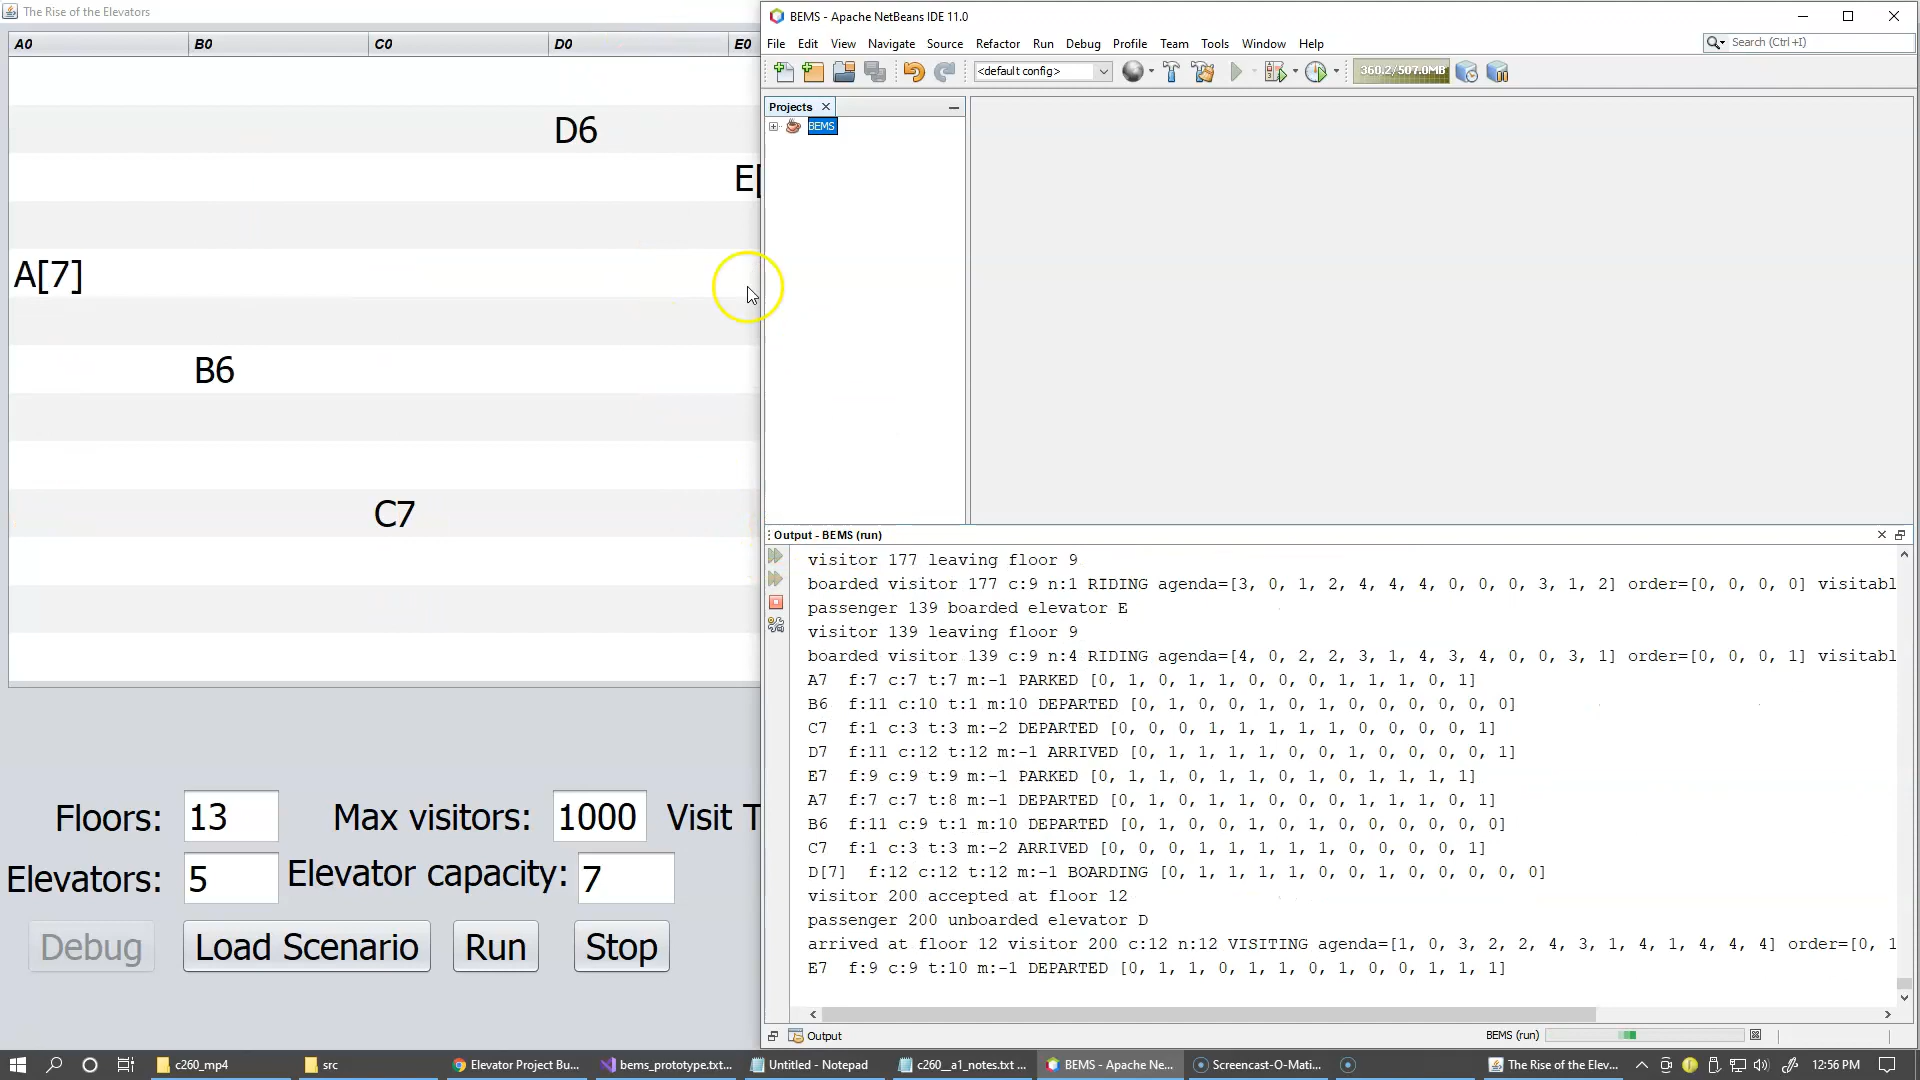 The Rise of the Elevators
A0 B0 C0 D0 E0
D6
E[
A[7]
B6
C7
Floors: 13 Max visitors: 1000 Visit T
Elevators: 5 Elevator capacity: 7
Debug Load Scenario Run Stop
BEMS - Apache NetBeans IDE 11.0
File Edit View Navigate Source Refactor Run Debug Profile Team Tools Window Help
Search (Ctrl+I)
<default config> 360.2/507.0MB
Projects
BEMS
Output - BEMS (run)
visitor 177 leaving floor 9
boarded visitor 177 c:9 n:1 RIDING agenda=[3, 0, 1, 2, 4, 4, 4, 0, 0, 0, 3, 1, 2] order=[0, 0, 0, 0] visitabl
passenger 139 boarded elevator E
visitor 139 leaving floor 9
boarded visitor 139 c:9 n:4 RIDING agenda=[4, 0, 2, 2, 3, 1, 4, 3, 4, 0, 0, 3, 1] order=[0, 0, 0, 1] visitabl
A7 f:7 c:7 t:7 m:-1 PARKED [0, 1, 0, 1, 1, 0, 0, 0, 1, 1, 1, 0, 1]
B6 f:11 c:10 t:1 m:10 DEPARTED [0, 1, 0, 0, 1, 0, 1, 0, 0, 0, 0, 0, 0]
C7 f:1 c:3 t:3 m:-2 DEPARTED [0, 0, 0, 1, 1, 1, 1, 1, 0, 0, 0, 0, 1]
D7 f:11 c:12 t:12 m:-1 ARRIVED [0, 1, 1, 1, 1, 0, 0, 1, 0, 0, 0, 0, 1]
E7 f:9 c:9 t:9 m:-1 PARKED [0, 1, 1, 0, 1, 1, 0, 1, 0, 1, 1, 1, 1]
A7 f:7 c:7 t:8 m:-1 DEPARTED [0, 1, 0, 1, 1, 0, 0, 0, 1, 1, 1, 0, 1]
B6 f:11 c:9 t:1 m:10 DEPARTED [0, 1, 0, 0, 1, 0, 1, 0, 0, 0, 0, 0, 0]
C7 f:1 c:3 t:3 m:-2 ARRIVED [0, 0, 0, 1, 1, 1, 1, 1, 0, 0, 0, 0, 1]
D[7] f:12 c:12 t:12 m:-1 BOARDING [0, 1, 1, 1, 1, 0, 0, 1, 0, 0, 0, 0, 0]
visitor 200 accepted at floor 12
passenger 200 unboarded elevator D
arrived at floor 12 visitor 200 c:12 n:12 VISITING agenda=[1, 0, 3, 2, 2, 4, 3, 1, 4, 1, 4, 4, 4] order=[0, 1
E7 f:9 c:9 t:10 m:-1 DEPARTED [0, 1, 1, 0, 1, 1, 0, 1, 0, 0, 1, 1, 1]
Output
BEMS (run)
c260_mp4 src Elevator Project Bu... bems_prototype.txt... Untitled - Notepad c260__a1_notes.txt ... BEMS - Apache Ne... Screencast-O-Mati... The Rise of the Elev... 12:56 PM